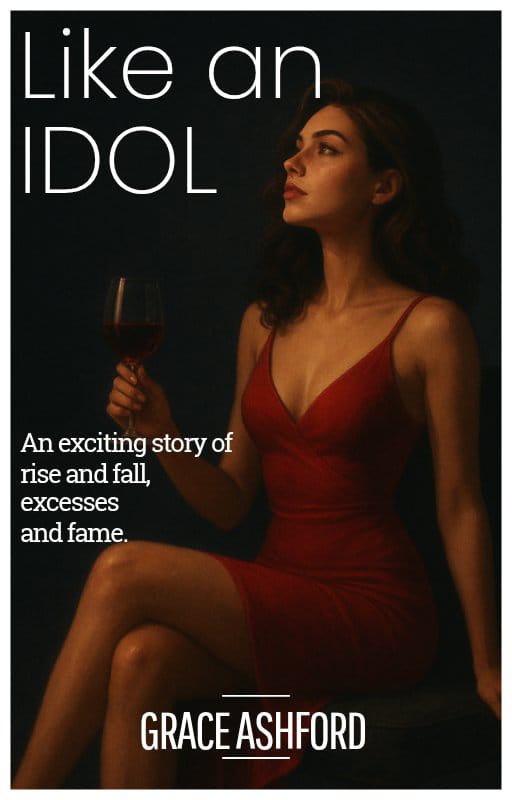 Like an
IDOL
An exciting story of
rise and fall,
excesses
and fame.
GRACE ASHFORD